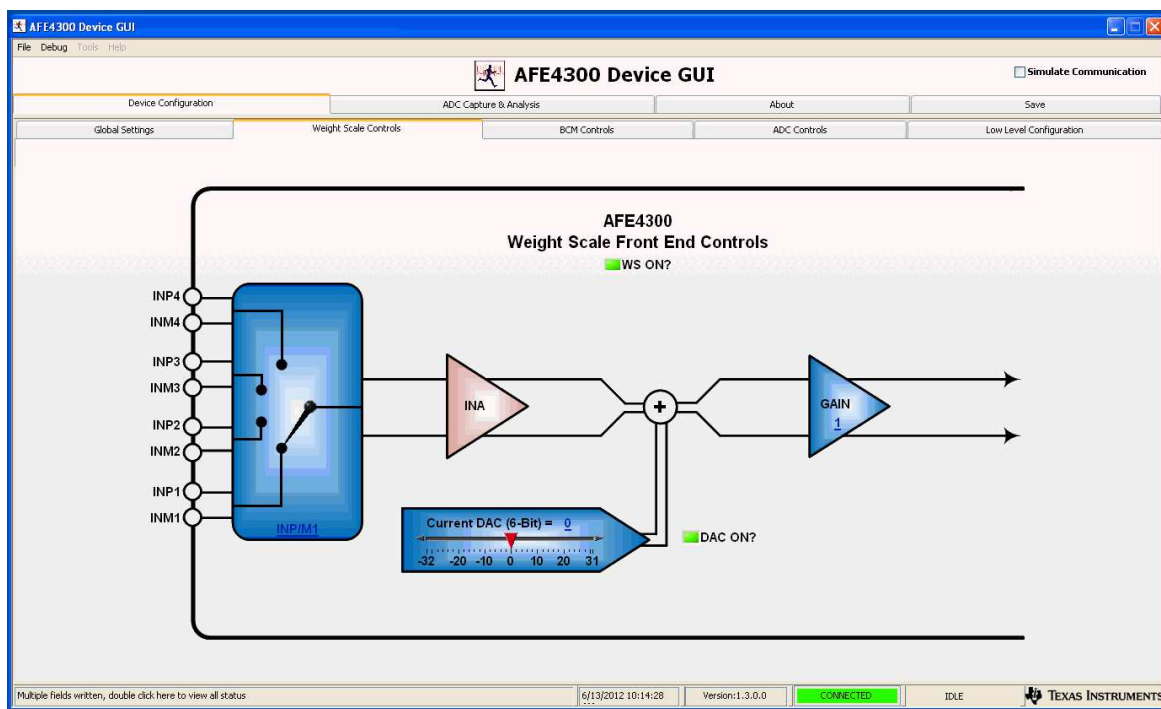 AFE4300 Device GUI
File Debug Tools Help
AFE4300 Device GUI
Simulate Communication
Device Configuration ADC Capture & Analysis About Save
Global Settings Weight Scale Controls BCM Controls ADC Controls Low Level Configuration
AFE4300
Weight Scale Front End Controls
WS ON?
INP4
INM4
INP3
INM3
INP2
INM2
INP1
INM1
INP/M1
INA
+
GAIN
1
Current DAC (6-Bit) = 0
-32 -20 -10 0 10 20 31
DAC ON?
Multiple fields written, double click here to view all status 6/13/2012 10:14:28 Version:1.3.0.0 CONNECTED IDLE TEXAS INSTRUMENTS